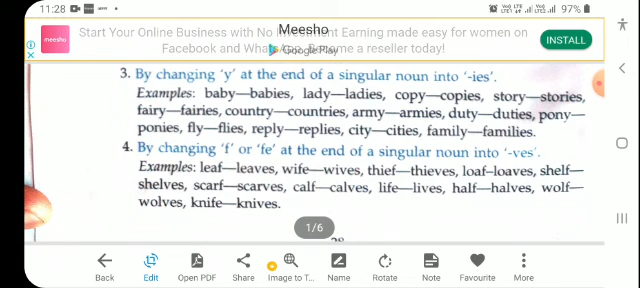 11:28 97%
meesho Start Your Online Business with No Investment Earning made easy for women on
Facebook and WhatsApp. Become a reseller today!
Meesho
Google Play
INSTALL
3. By changing 'y' at the end of a singular noun into '-ies'.
Examples: baby—babies, lady—ladies, copy—copies, story—stories,
fairy—fairies, country—countries, army—armies, duty—duties, pony—
ponies, fly—flies, reply—replies, city—cities, family—families.
4. By changing 'f' or 'fe' at the end of a singular noun into '-ves'.
Examples: leaf—leaves, wife—wives, thief—thieves, loaf–loaves, shelf—
shelves, scarf—scarves, calf—calves, life—lives, half—halves, wolf—
wolves, knife—knives.
1/6
Back Edit Open PDF Share Image to T... Name Rotate Note Favourite More